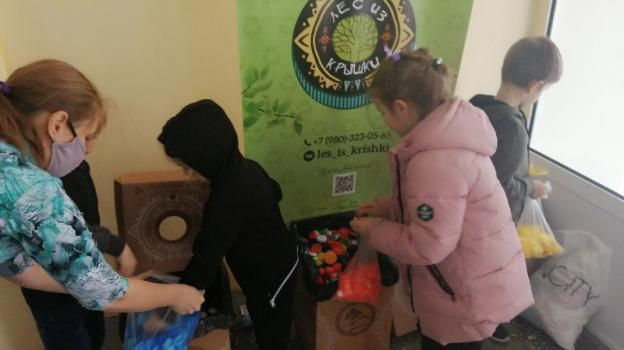 ЛЕС ИЗ
КРЫШКИ
+7 (980)-323-05-65
les_is_krishki
CITY